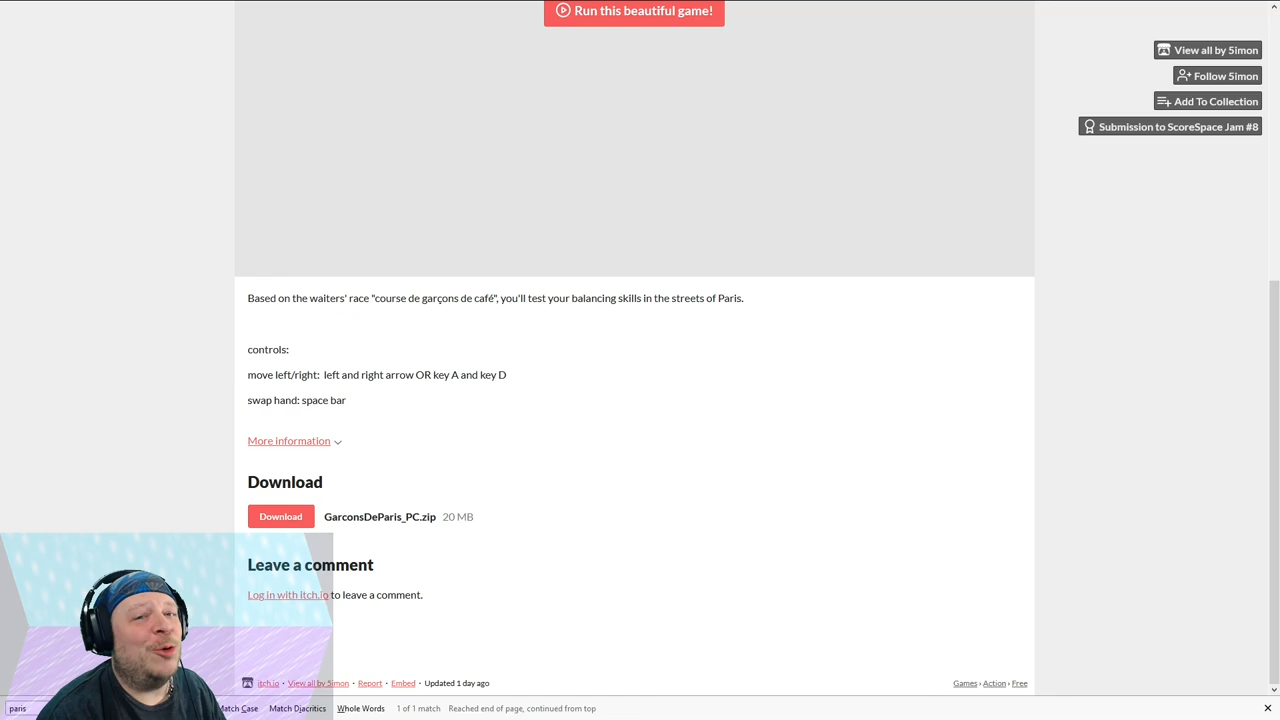 Run this beautiful game!
View all by 5imon
Follow 5imon
Add To Collection
Submission to ScoreSpace Jam #8
Based on the waiters' race "course de garçons de café", you'll test your balancing skills in the streets of Paris.
controls:
move left/right: left and right arrow OR key A and key D
swap hand: space bar
More information
Download
Download GarconsDeParis_PC.zip 20 MB
Leave a comment
Log in with itch.io to leave a comment.
itch.io · View all by 5imon · Report · Embed · Updated 1 day ago
Games › Action › Free
paris
Match Case Match Diacritics Whole Words 1 of 1 match Reached end of page, continued from top